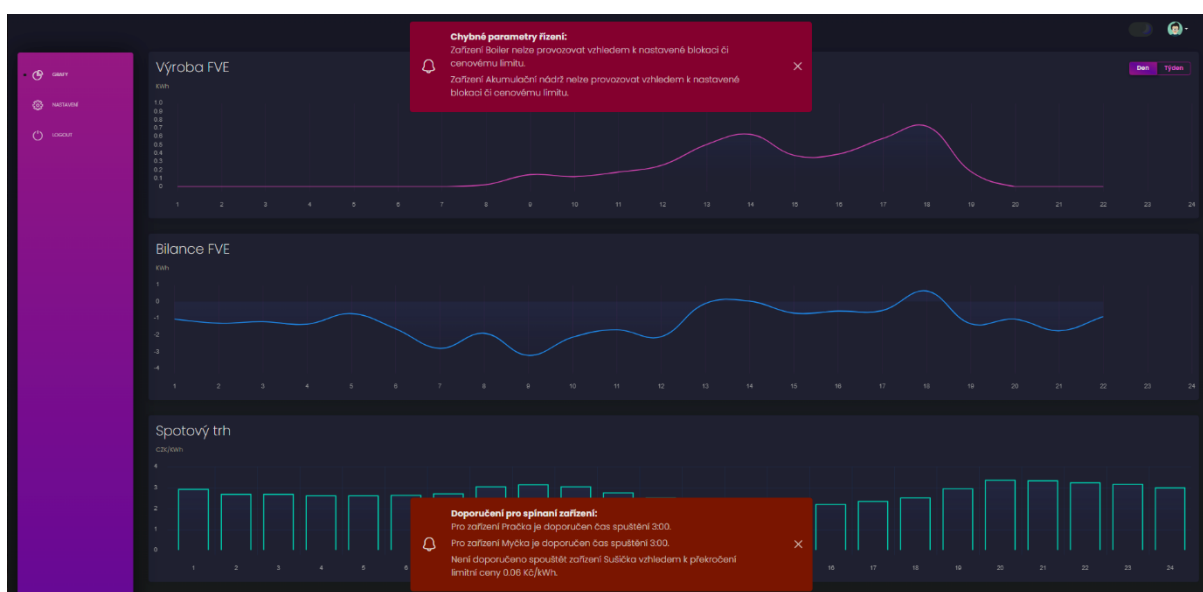 Chybné parametry řízení:
Zařízení Boiler nelze provozovat vzhledem k nastavené blokaci či
cenovému limitu.
Zařízení Akumulační nádrž nelze provozovat vzhledem k nastavené
blokaci či cenovému limitu.
GRAFY
NASTAVENÍ
LOGOUT
Výroba FVE
Den Týden
KWh
1.0
0.9
0.8
0.7
0.6
0.5
0.4
0.3
0.2
0.1
0
1 2 3 4 5 6 7 8 9 10 11 12 13 14 15 16 17 18 19 20 21 22 23 24
Bilance FVE
KWh
1
0
-1
-2
-3
-4
1 2 3 4 5 6 7 8 9 10 11 12 13 14 15 16 17 18 19 20 21 22 23 24
Spotový trh
CZK/KWh
4
3
2
1
0
1 2 3 4 5 6 16 17 18 19 20 21 22 23 24
Doporučení pro spínaní zařízení:
Pro zařízení Pračka je doporučen čas spuštění 3:00.
Pro zařízení Myčka je doporučen čas spuštění 3:00.
Není doporučeno spouštět zařízení Sušička vzhledem k překročení
limitní ceny 0.06 Kč/kWh.